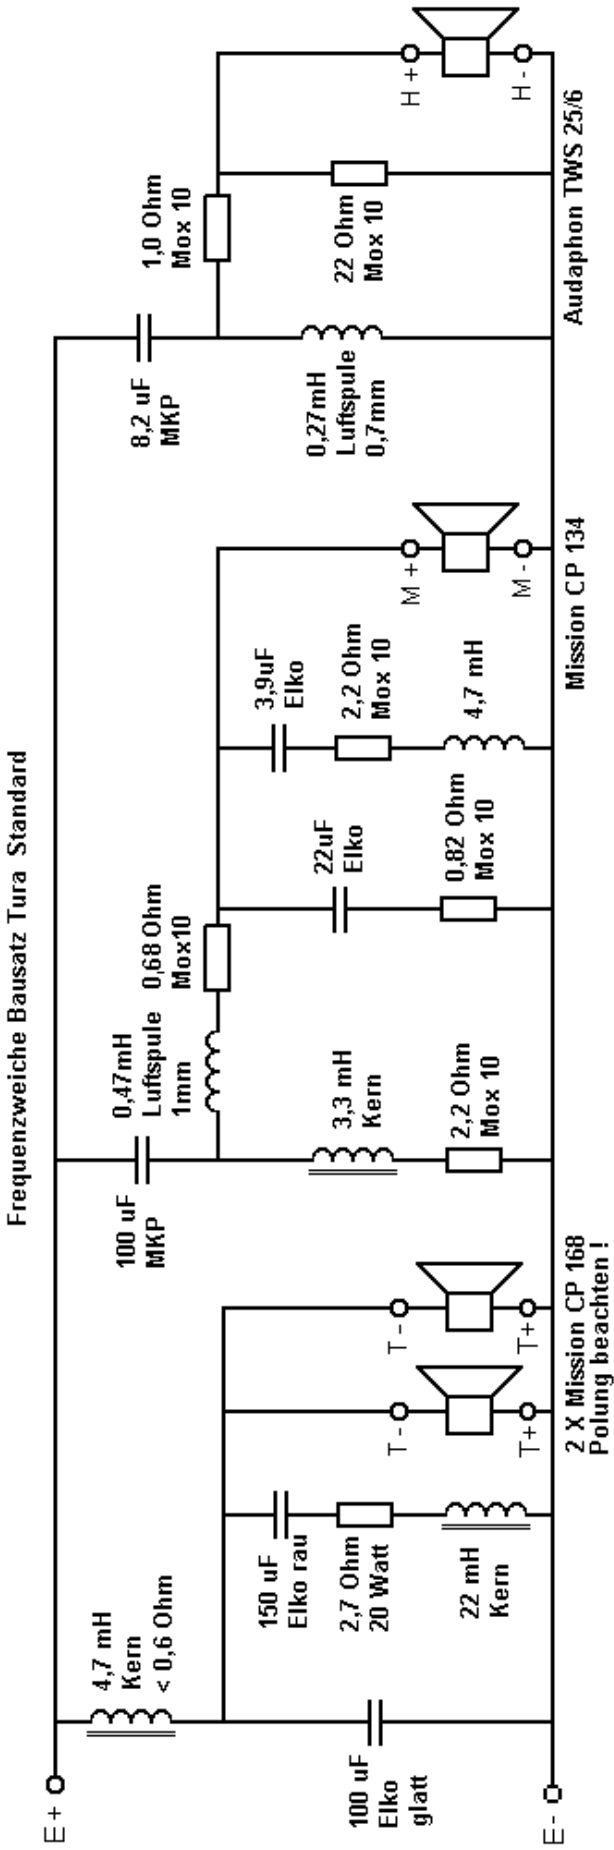 Frequenzweiche Bausatz Tura Standard
E+
E-
4,7 mH
Kern
< 0,6 Ohm
100 uF
Elko
glatt
150 uF
Elko rau
2,7 Ohm
20 Watt
22 mH
Kern
T -
T+
T -
T+
2 X Mission CP 168
Polung beachten !
100 uF
MKP
0,47mH
Luftspule
1mm
0,68 Ohm
Mox10
3,3 mH
Kern
2,2 Ohm
Mox 10
22uF
Elko
0,82 Ohm
Mox 10
3,9uF
Elko
2,2 Ohm
Mox 10
4,7 mH
M +
M -
Mission CP 134
8,2 uF
MKP
1,0 Ohm
Mox 10
0,27mH
Luftspule
0,7mm
22 Ohm
Mox 10
H +
H -
Audaphon TWS 25/6